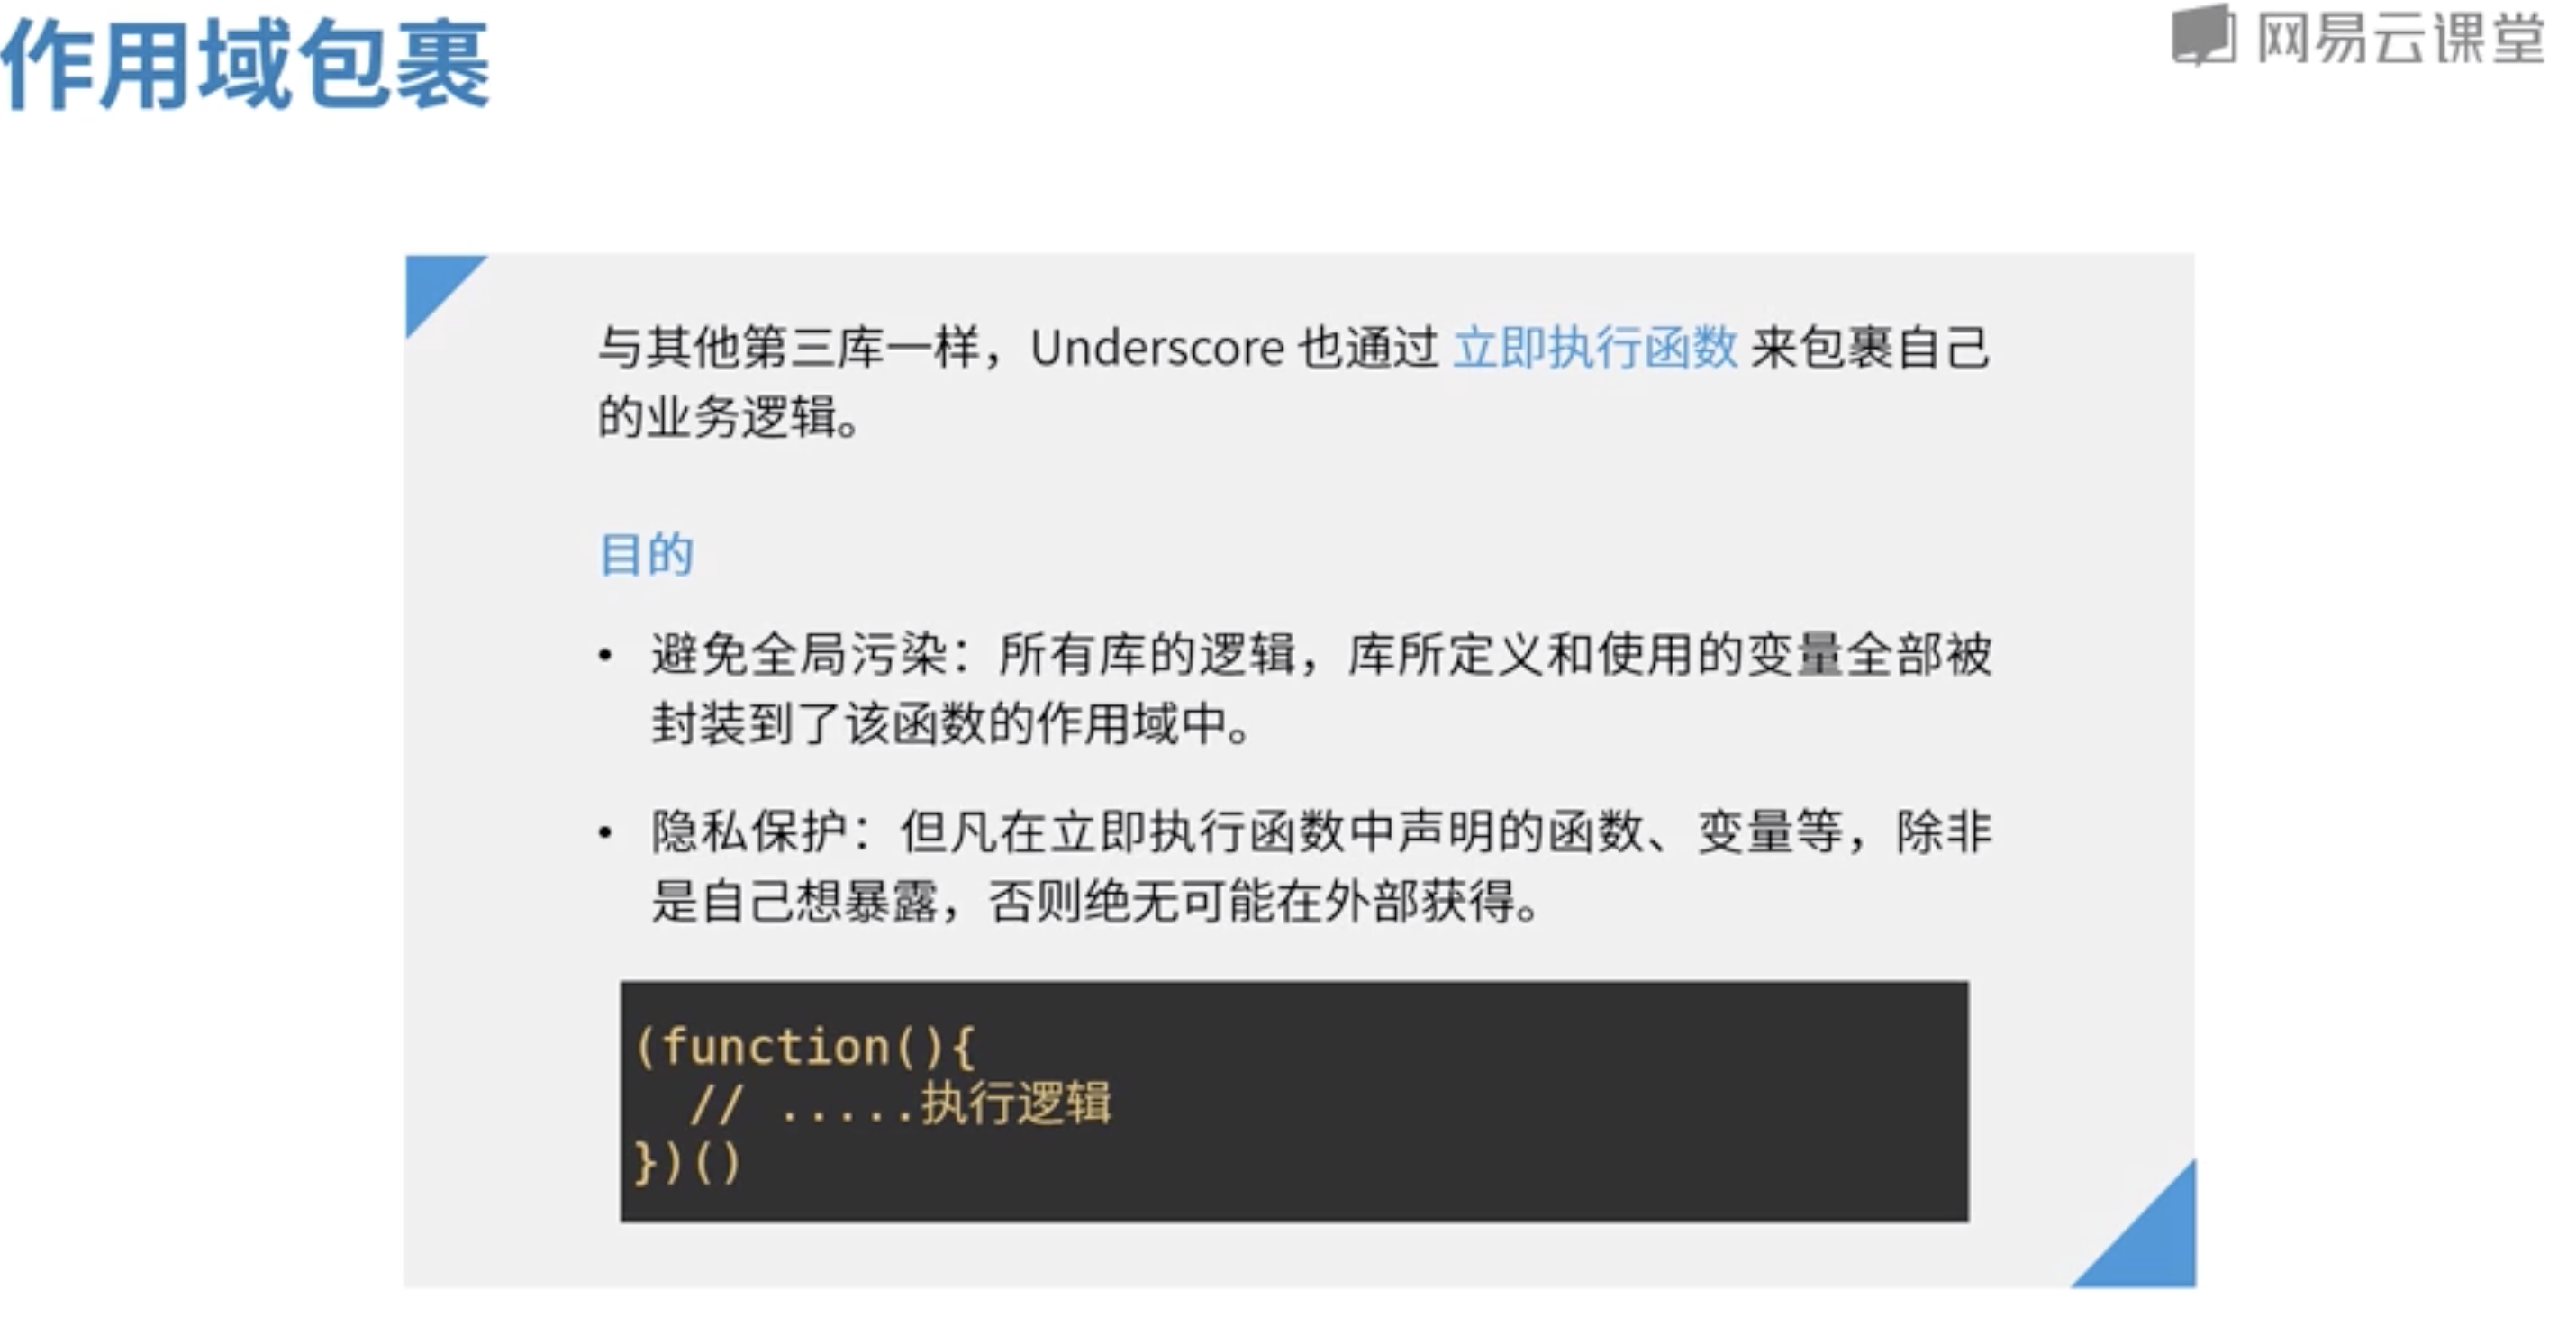 作用域包裹
网易云课堂
与其他第三库一样，Underscore 也通过 立即执行函数 来包裹自己
的业务逻辑。
目的
• 避免全局污染：所有库的逻辑，库所定义和使用的变量全部被
封装到了该函数的作用域中。
• 隐私保护：但凡在立即执行函数中声明的函数、变量等，除非
是自己想暴露，否则绝无可能在外部获得。
(function(){
  // .....执行逻辑
})()